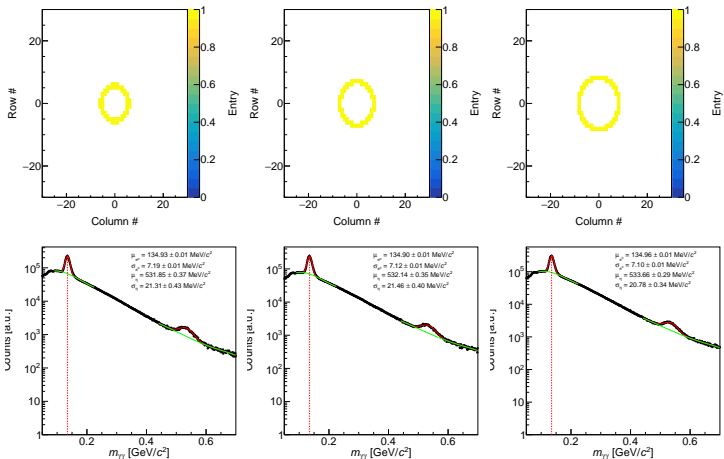 20
0
−20
Row #
−20 0 20
Column #
1
0.8
0.6
0.4
0.2
0
Entry
20
0
−20
Row #
−20 0 20
Column #
1
0.8
0.6
0.4
0.2
0
Entry
20
0
−20
Row #
−20 0 20
Column #
1
0.8
0.6
0.4
0.2
0
Entry
μπ⁰ = 134.93 ± 0.01 MeV/c²
σπ⁰ = 7.19 ± 0.01 MeV/c²
μη = 531.85 ± 0.37 MeV/c²
ση = 21.31 ± 0.43 MeV/c²
10⁵
10⁴
10³
10²
10
1
Counts [a.u.]
0.2 0.4 0.6
mγγ [GeV/c²]
μπ⁰ = 134.90 ± 0.01 MeV/c²
σπ⁰ = 7.12 ± 0.01 MeV/c²
μη = 532.14 ± 0.35 MeV/c²
ση = 21.46 ± 0.40 MeV/c²
10⁵
10⁴
10³
10²
10
1
Counts [a.u.]
0.2 0.4 0.6
mγγ [GeV/c²]
μπ⁰ = 134.96 ± 0.01 MeV/c²
σπ⁰ = 7.10 ± 0.01 MeV/c²
μη = 533.66 ± 0.29 MeV/c²
ση = 20.78 ± 0.34 MeV/c²
10⁵
10⁴
10³
10²
10
1
Counts [a.u.]
0.2 0.4 0.6
mγγ [GeV/c²]